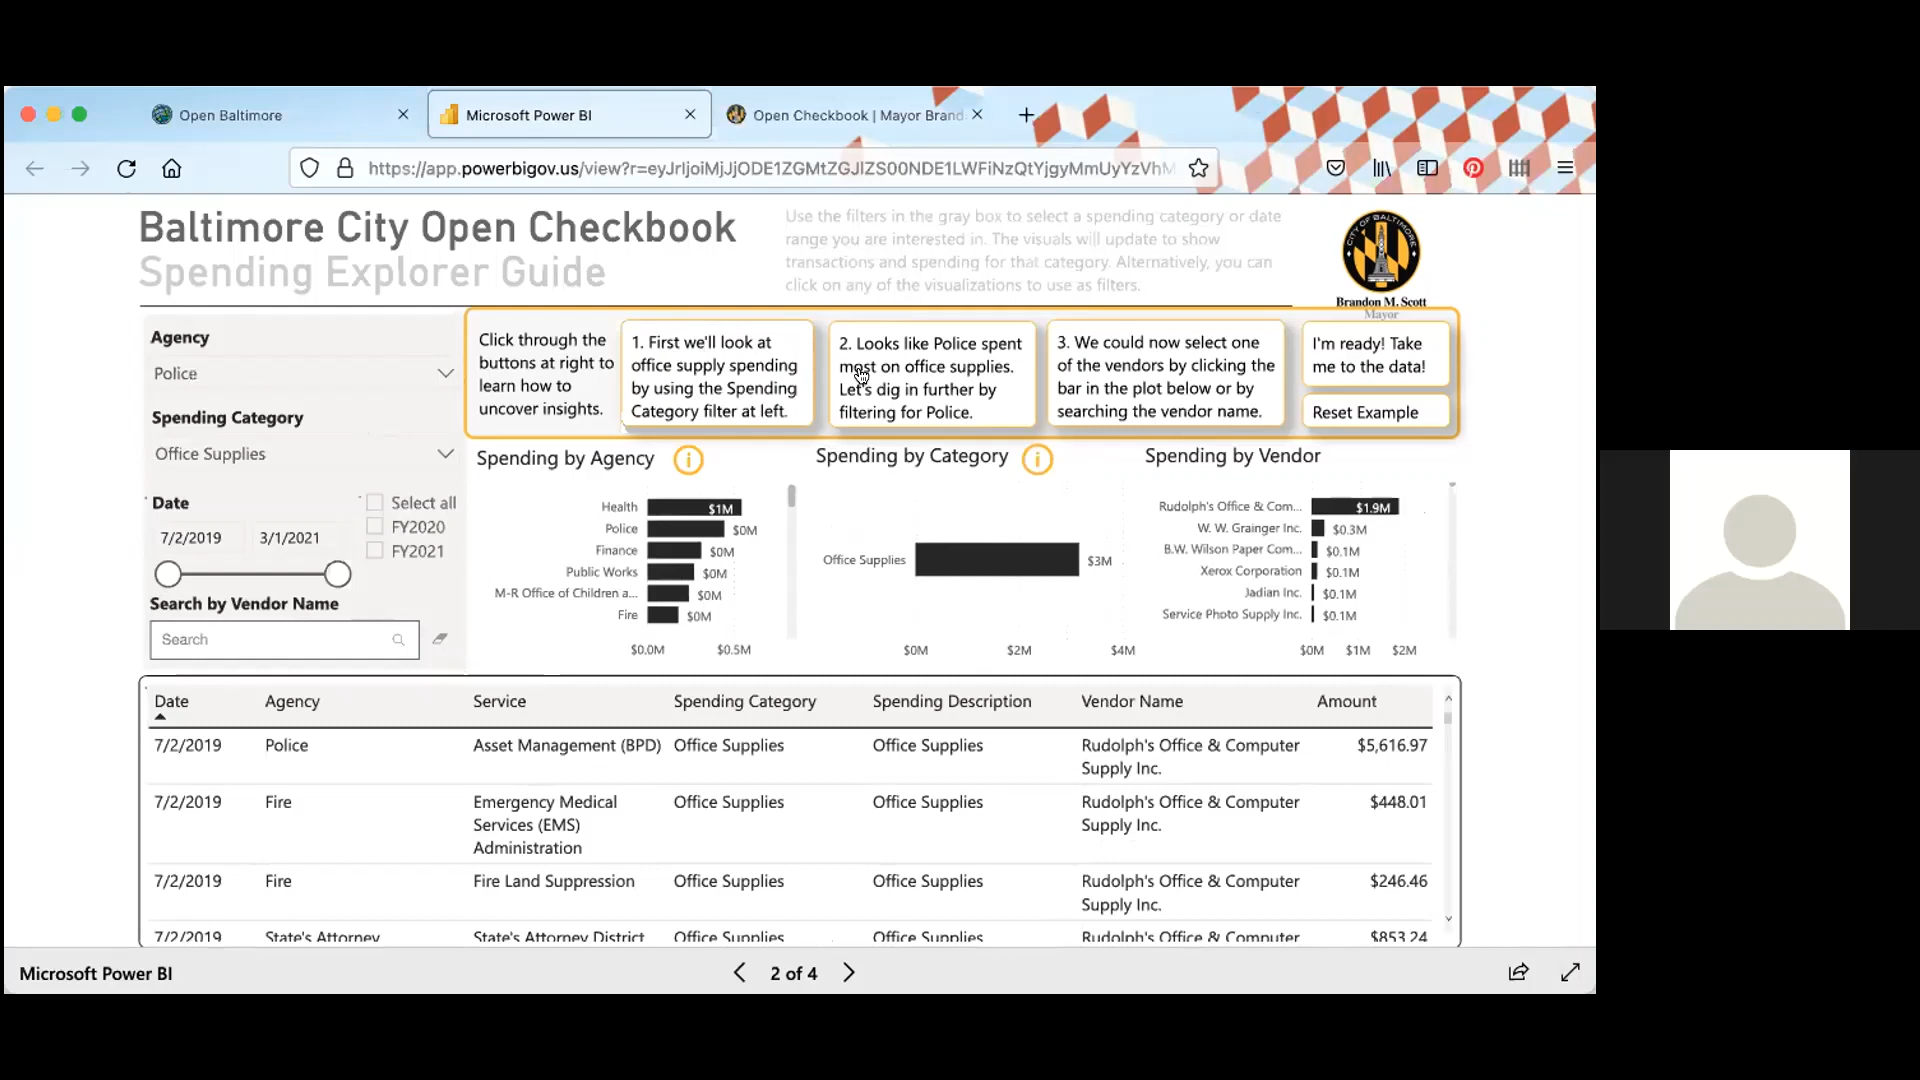 Open Baltimore
Microsoft Power BI
Open Checkbook | Mayor Brand
https://app.powerbigov.us/view?r=
Baltimore City Open Checkbook
Spending Explorer Guide
Use the filters in the gray box to select a spending category or date
range you are interested in. The visuals will update to show
transactions and spending for that category. Alternatively, you can
click on any of the visualizations to use as filters.
CITY OF BALTIMORE
Brandon M. Scott
Mayor
Agency
Police
Spending Category
Office Supplies
Date
7/2/2019
3/1/2021
Select all
FY2020
FY2021
Search by Vendor Name
Search
Click through the
buttons at right to
learn how to
uncover insights.
1. First we'll look at
office supply spending
by using the Spending
Category filter at left.
2. Looks like Police spent
most on office supplies.
Let's dig in further by
filtering for Police.
3. We could now select one
of the vendors by clicking the
bar in the plot below or by
searching the vendor name.
I'm ready! Take
me to the data!
Reset Example
Spending by Agency
Health $1M
Police $0M
Finance $0M
Public Works $0M
M-R Office of Children a... $0M
Fire $0M
$0.0M $0.5M
Spending by Category
Office Supplies $3M
$0M $2M $4M
Spending by Vendor
Rudolph's Office & Com... $1.9M
W. W. Grainger Inc. $0.3M
B.W. Wilson Paper Com... $0.1M
Xerox Corporation $0.1M
Jadian Inc. $0.1M
Service Photo Supply Inc. $0.1M
$0M $1M $2M
Date Agency Service Spending Category Spending Description Vendor Name Amount
7/2/2019 Police Asset Management (BPD) Office Supplies Office Supplies Rudolph's Office & Computer $5,616.97
Supply Inc.
7/2/2019 Fire Emergency Medical Office Supplies Office Supplies Rudolph's Office & Computer $448.01
Services (EMS) Supply Inc.
Administration
7/2/2019 Fire Fire Land Suppression Office Supplies Office Supplies Rudolph's Office & Computer $246.46
Supply Inc.
7/2/2019 State's Attorney State's Attorney District Office Supplies Office Supplies Rudolph's Office & Computer $853.24
Microsoft Power BI
2 of 4